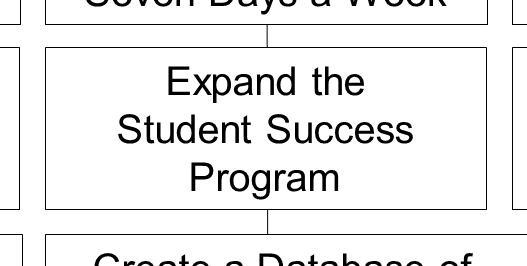 Seven Days a Week
Expand the
Student Success
Program
Create a Database of